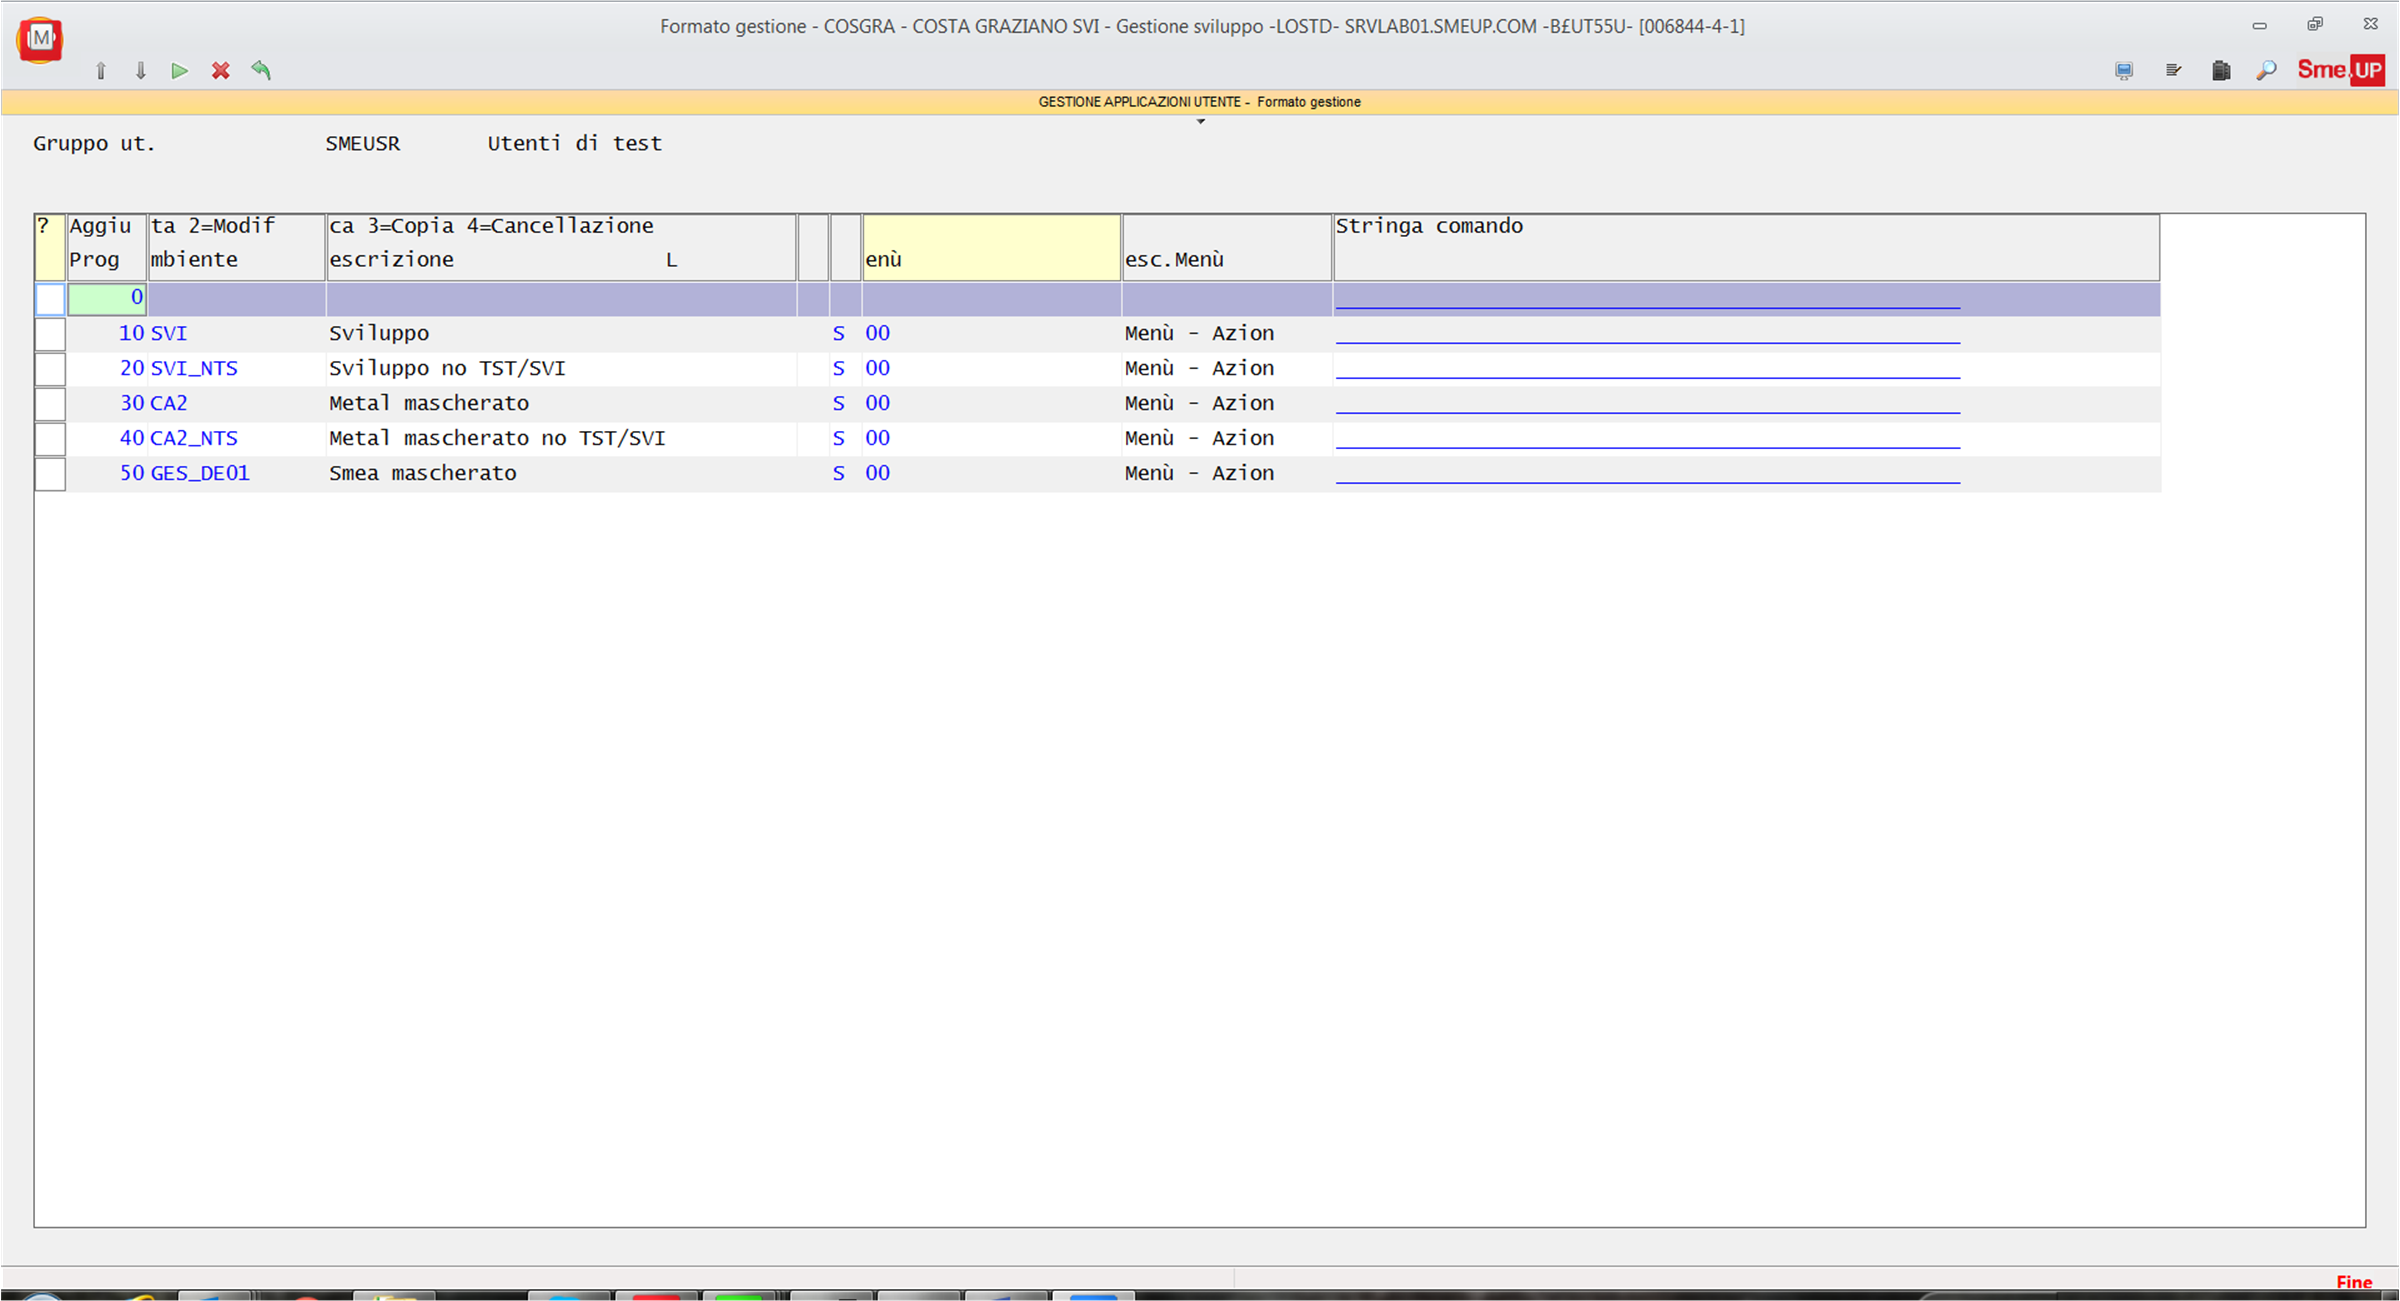 Formato gestione - COSGRA - COSTA GRAZIANO SVI - Gestione sviluppo -LOSTD- SRVLAB01.SMEUP.COM -B£UT55U- [006844-4-1]
M
Sme.UP
GESTIONE APPLICAZIONI UTENTE - Formato gestione
Gruppo ut. SMEUSR Utenti di test
? Aggiu ta 2=Modif ca 3=Copia 4=Cancellazione Stringa comando
Prog mbiente escrizione L enù esc.Menù
0
10 SVI Sviluppo S 00 Menù - Azion
20 SVI_NTS Sviluppo no TST/SVI S 00 Menù - Azion
30 CA2 Metal mascherato S 00 Menù - Azion
40 CA2_NTS Metal mascherato no TST/SVI S 00 Menù - Azion
50 GES_DE01 Smea mascherato S 00 Menù - Azion
Fine